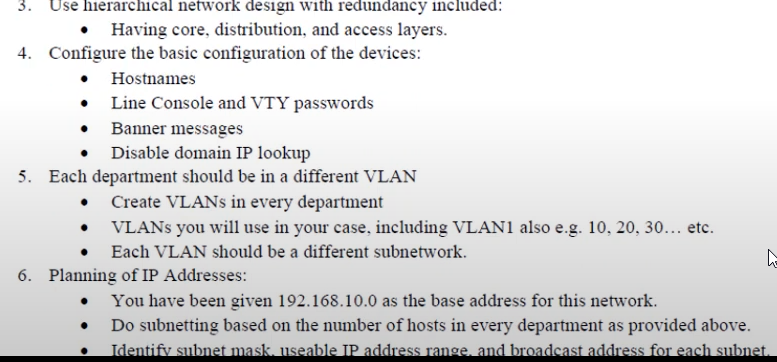 3. Use hierarchical network design with redundancy included:
• Having core, distribution, and access layers.
4. Configure the basic configuration of the devices:
• Hostnames
• Line Console and VTY passwords
• Banner messages
• Disable domain IP lookup
5. Each department should be in a different VLAN
• Create VLANs in every department
• VLANs you will use in your case, including VLAN1 also e.g. 10, 20, 30… etc.
• Each VLAN should be a different subnetwork.
6. Planning of IP Addresses:
• You have been given 192.168.10.0 as the base address for this network.
• Do subnetting based on the number of hosts in every department as provided above.
• Identify subnet mask, useable IP address range, and broadcast address for each subnet.